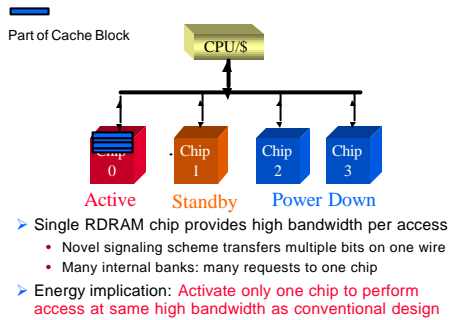 Part of Cache Block
CPU/$
Chip 0
Chip 1
Chip 2
Chip 3
Active
Standby
Power Down
Single RDRAM chip provides high bandwidth per access
Novel signaling scheme transfers multiple bits on one wire
Many internal banks: many requests to one chip
Energy implication: Activate only one chip to perform
access at same high bandwidth as conventional design